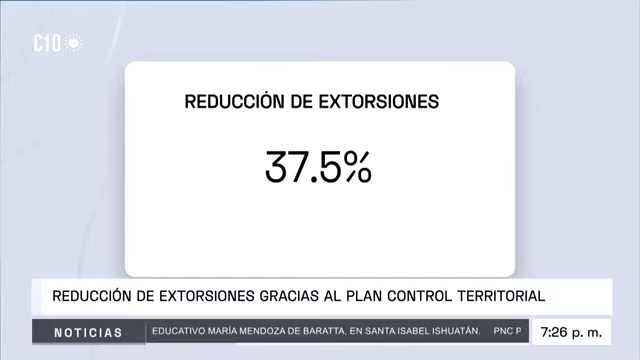 C10
REDUCCIÓN DE EXTORSIONES
37.5%
REDUCCIÓN DE EXTORSIONES GRACIAS AL PLAN CONTROL TERRITORIAL
NOTICIAS
EDUCATIVO MARÍA MENDOZA DE BARATTA, EN SANTA ISABEL ISHUATÁN. PNC P
7:26 p. m.